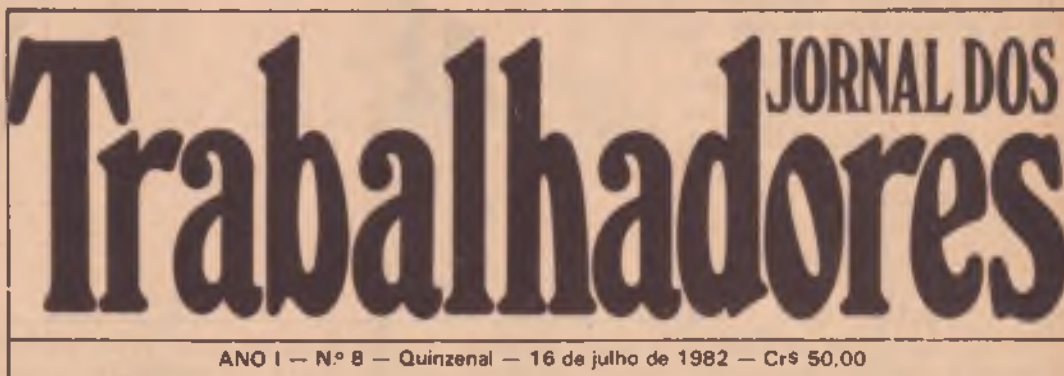 JORNAL DOS
Trabalhadores
ANO I — N.º 8 — Quinzenal — 16 de julho de 1982 — Cr$ 50,00